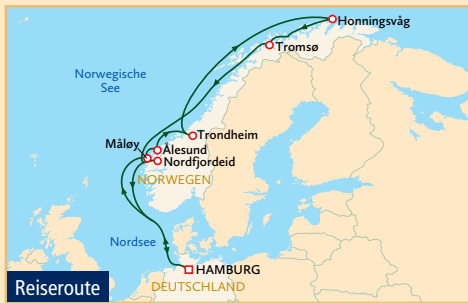 Honningsvåg
Tromsø
Norwegische
See
Trondheim
Måløy
Ålesund
Nordfjordeid
NORWEGEN
Nordsee
HAMBURG
DEUTSCHLAND
Reiseroute